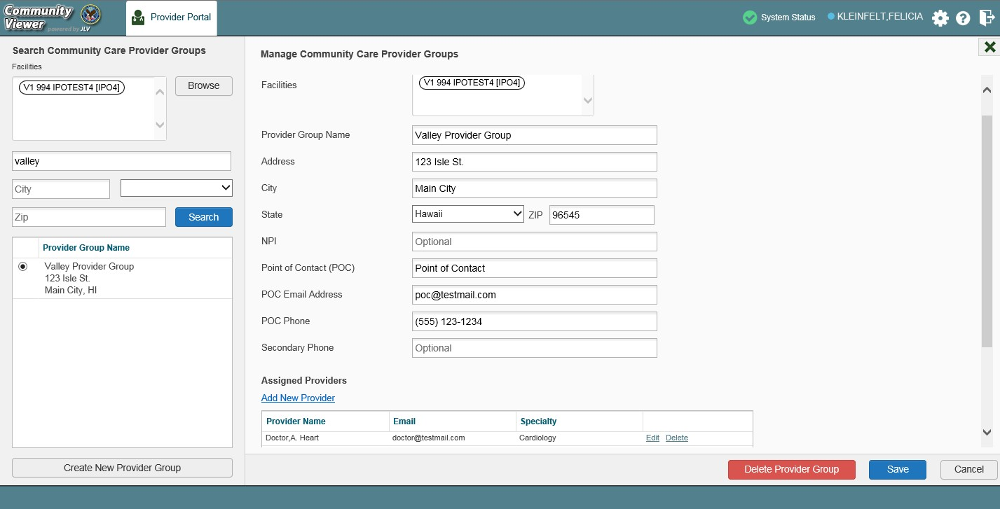 Community
Viewer
powered by JLV
Provider Portal
System Status
KLEINFELT,FELICIA
Search Community Care Provider Groups
Facilities
V1 994 IPOTEST4 [IPO4]
Browse
valley
City
Zip
Search
Provider Group Name
Valley Provider Group
123 Isle St.
Main City, HI
Create New Provider Group
Manage Community Care Provider Groups
Facilities
V1 994 IPOTEST4 [IPO4]
Provider Group Name
Valley Provider Group
Address
123 Isle St.
City
Main City
State
Hawaii
ZIP
96545
NPI
Optional
Point of Contact (POC)
Point of Contact
POC Email Address
poc@testmail.com
POC Phone
(555) 123-1234
Secondary Phone
Optional
Assigned Providers
Add New Provider
Provider Name Email Specialty
Doctor,A. Heart doctor@testmail.com Cardiology Edit Delete
Delete Provider Group
Save
Cancel